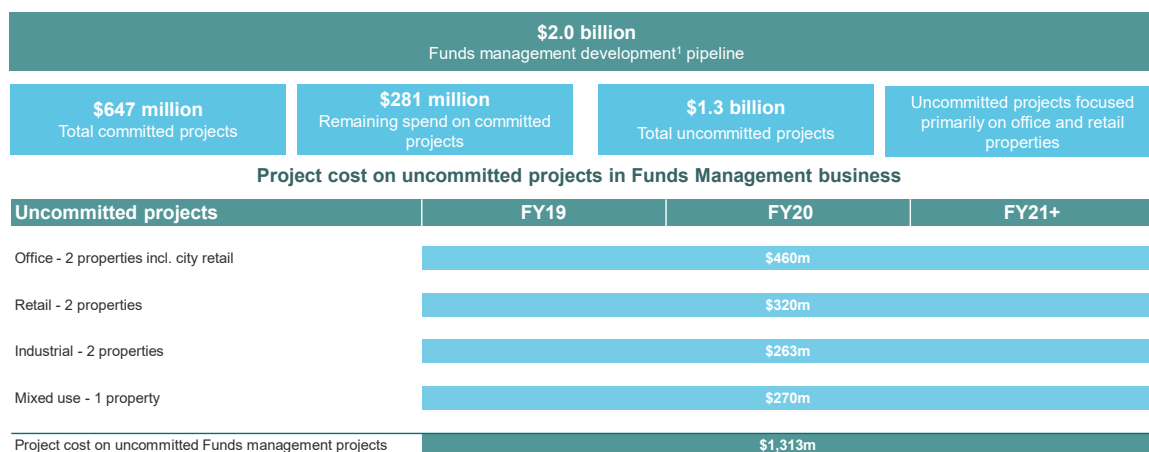 $2.0 billion
Funds management development¹ pipeline
$647 million
Total committed projects
$281 million
Remaining spend on committed
projects
$1.3 billion
Total uncommitted projects
Uncommitted projects focused
primarily on office and retail
properties
Project cost on uncommitted projects in Funds Management business
Uncommitted projects FY19 FY20 FY21+
Office - 2 properties incl. city retail $460m
Retail - 2 properties $320m
Industrial - 2 properties $263m
Mixed use - 1 property $270m
Project cost on uncommitted Funds management projects $1,313m